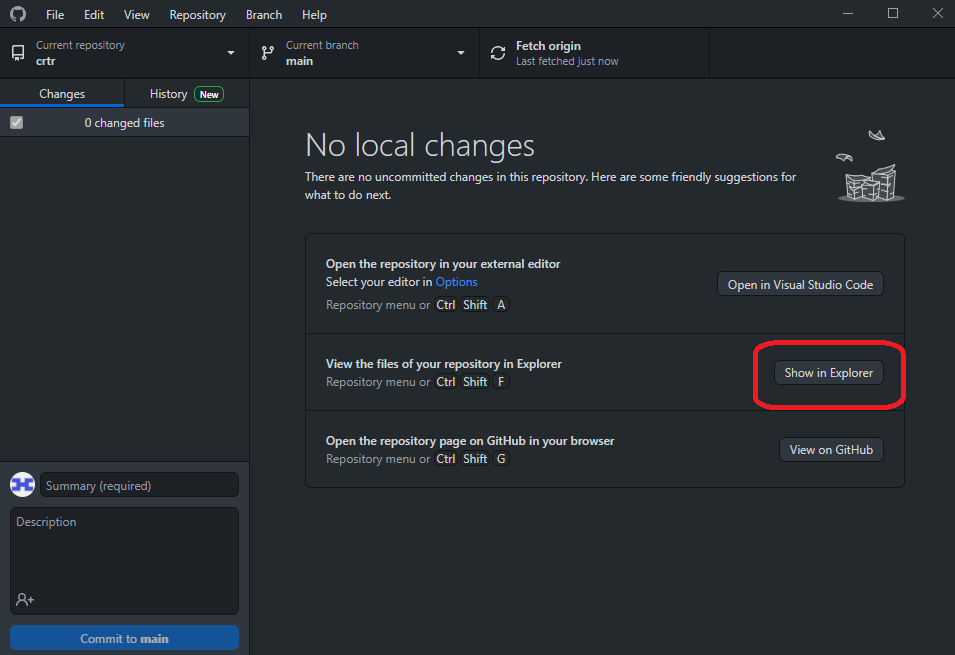 File Edit View Repository Branch Help
Current repository
crtr
Current branch
main
Fetch origin
Last fetched just now
Changes
History New
0 changed files
No local changes
There are no uncommitted changes in this repository. Here are some friendly suggestions for
what to do next.
Open the repository in your external editor
Select your editor in Options
Repository menu or Ctrl Shift A
Open in Visual Studio Code
View the files of your repository in Explorer
Repository menu or Ctrl Shift F
Show in Explorer
Open the repository page on GitHub in your browser
Repository menu or Ctrl Shift G
View on GitHub
Summary (required)
Description
Commit to main